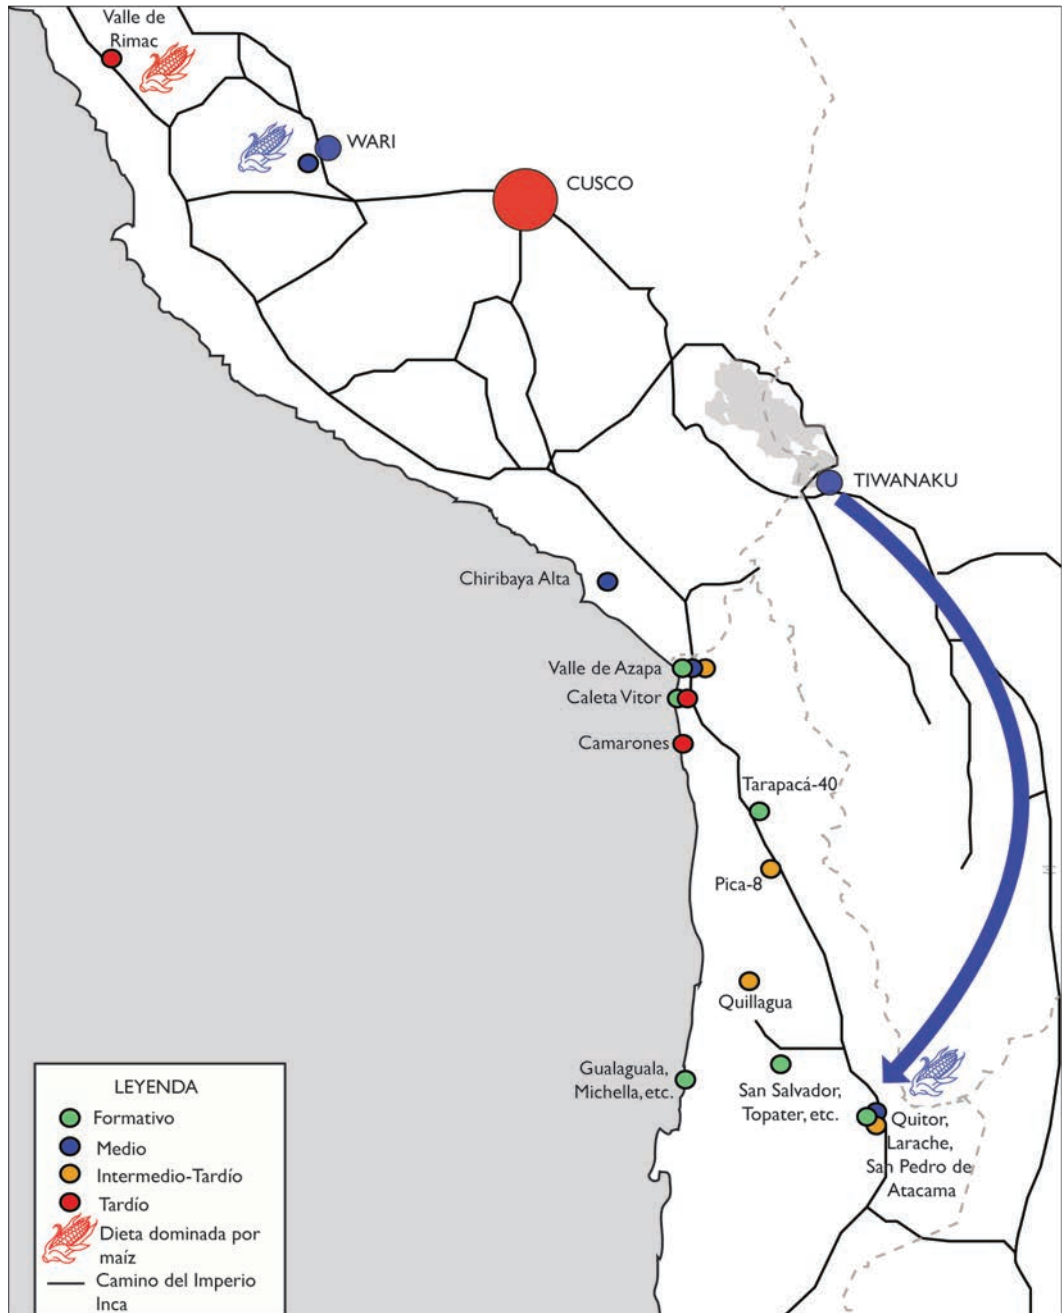 Valle de
Rimac
WARI
CUSCO
TIWANAKU
Chiribaya Alta
Valle de Azapa
Caleta Vitor
Camarones
Tarapacá-40
Pica-8
Quillagua
Gualaguala,
Michella, etc.
San Salvador,
Topater, etc.
Quitor,
Larache,
San Pedro de
Atacama
LEYENDA
Formativo
Medio
Intermedio-Tardío
Tardío
Dieta dominada por
maíz
Camino del Imperio
Inca